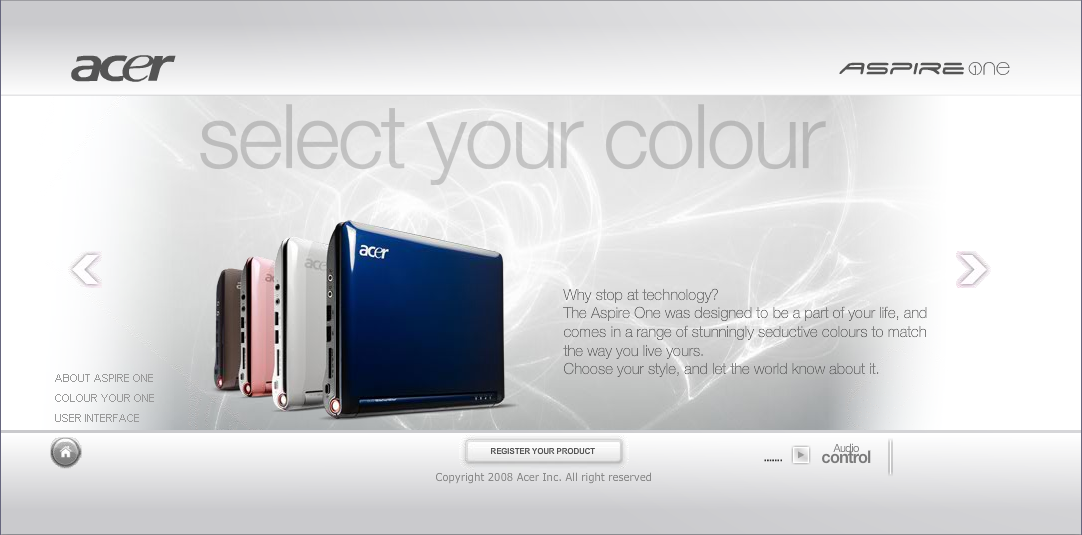 acer
ASPIRE one
select your colour
acer
acer
Why stop at technology?
The Aspire One was designed to be a part of your life, and
comes in a range of stunningly seductive colours to match
the way you live yours.
Choose your style, and let the world know about it.
ABOUT ASPIRE ONE
COLOUR YOUR ONE
USER INTERFACE
REGISTER YOUR PRODUCT
Audio
control
Copyright 2008 Acer Inc. All right reserved